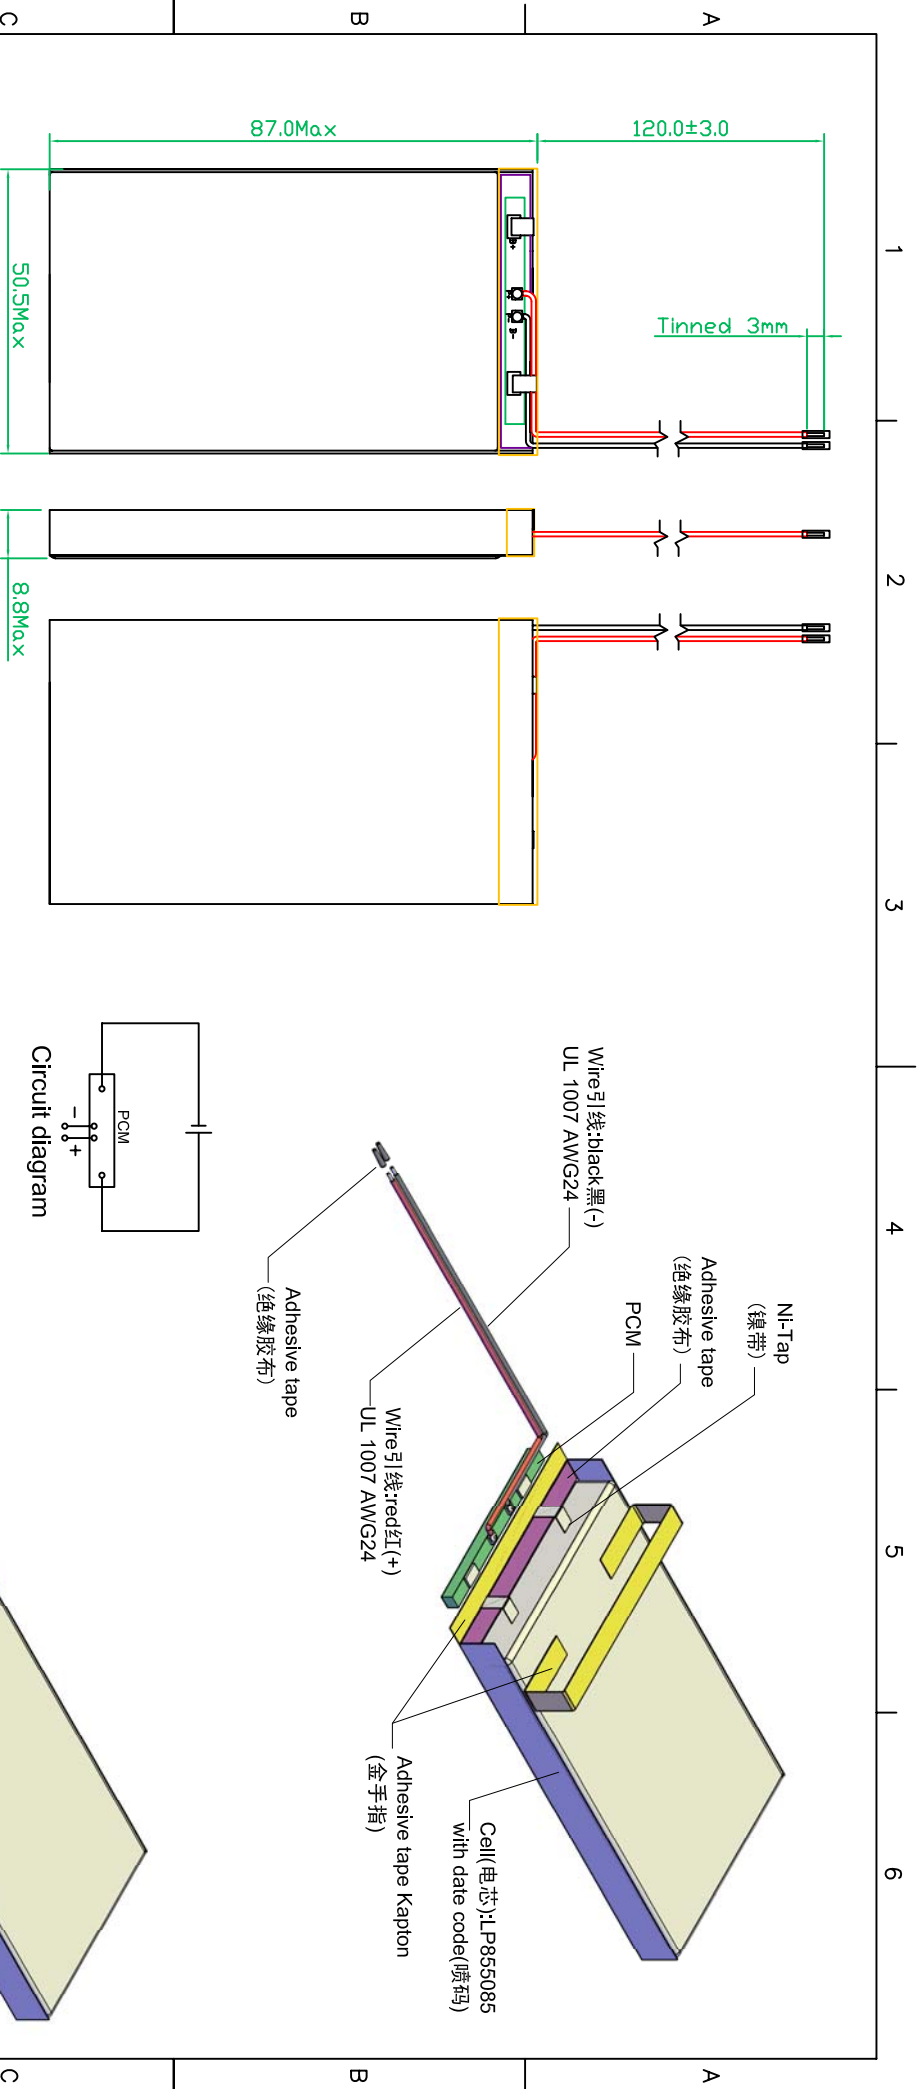 1
2
3
4
5
6
A
A
B
B
C
C
120.0±3.0
87.0Max
Tinned 3mm
50.5Max
8.8Max
B+
P+
P-
B-
Ni-Tap
(镍带)
Adhesive tape
(绝缘胶布)
PCM
Wire引线:black黑(-)
UL 1007 AWG24
Adhesive tape
(绝缘胶布)
Wire引线:red红(+)
UL 1007 AWG24
Adhesive tape Kapton
(金手指)
Cell(电芯):LP855085
with date code(喷码)
PCM
- +
Circuit diagram